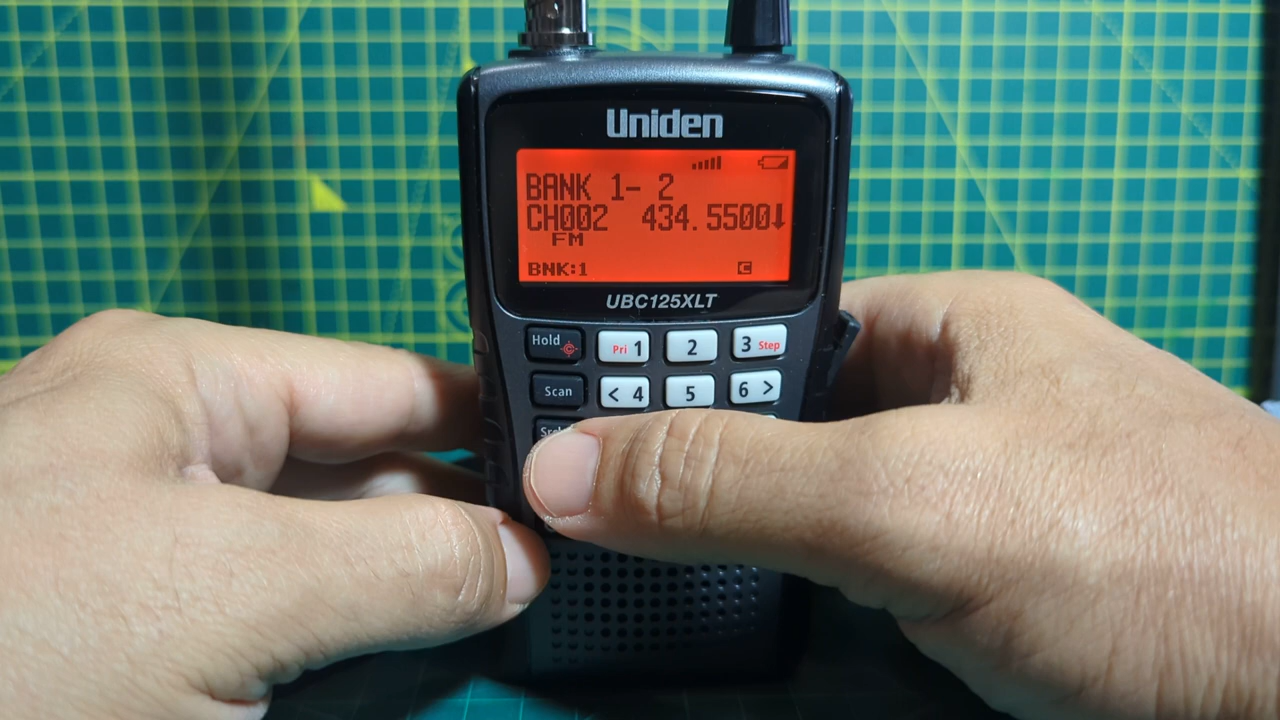 Uniden
BANK 1- 2
CH002 434.5500↓
FM
BNK:1 C
UBC125XLT
Hold Pri 1 2 3 Step
Scan < 4 5 6 >